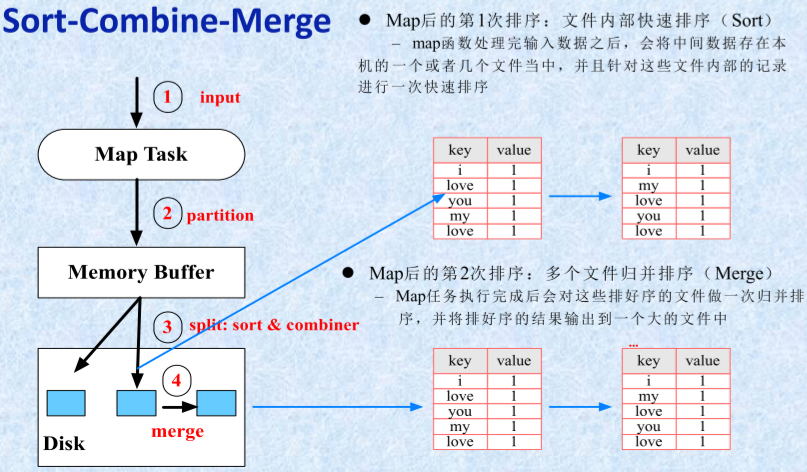 Sort-Combine-Merge
● Map后的第1次排序：文件内部快速排序（Sort）
– map函数处理完输入数据之后，会将中间数据存在本
机的一个或者几个文件当中，并且针对这些文件内部的记录
进行一次快速排序
1 input
Map Task
2 partition
Memory Buffer
3 split: sort & combiner
4
merge
Disk
key value
i 1
love 1
you 1
my 1
love 1
key value
i 1
my 1
love 1
you 1
love 1
● Map后的第2次排序：多个文件归并排序（Merge）
– Map任务执行完成后会对这些排好序的文件做一次归并排
序，并将排好序的结果输出到一个大的文件中
...
key value
i 1
love 1
you 1
my 1
love 1
key value
i 1
my 1
love 1
you 1
love 1